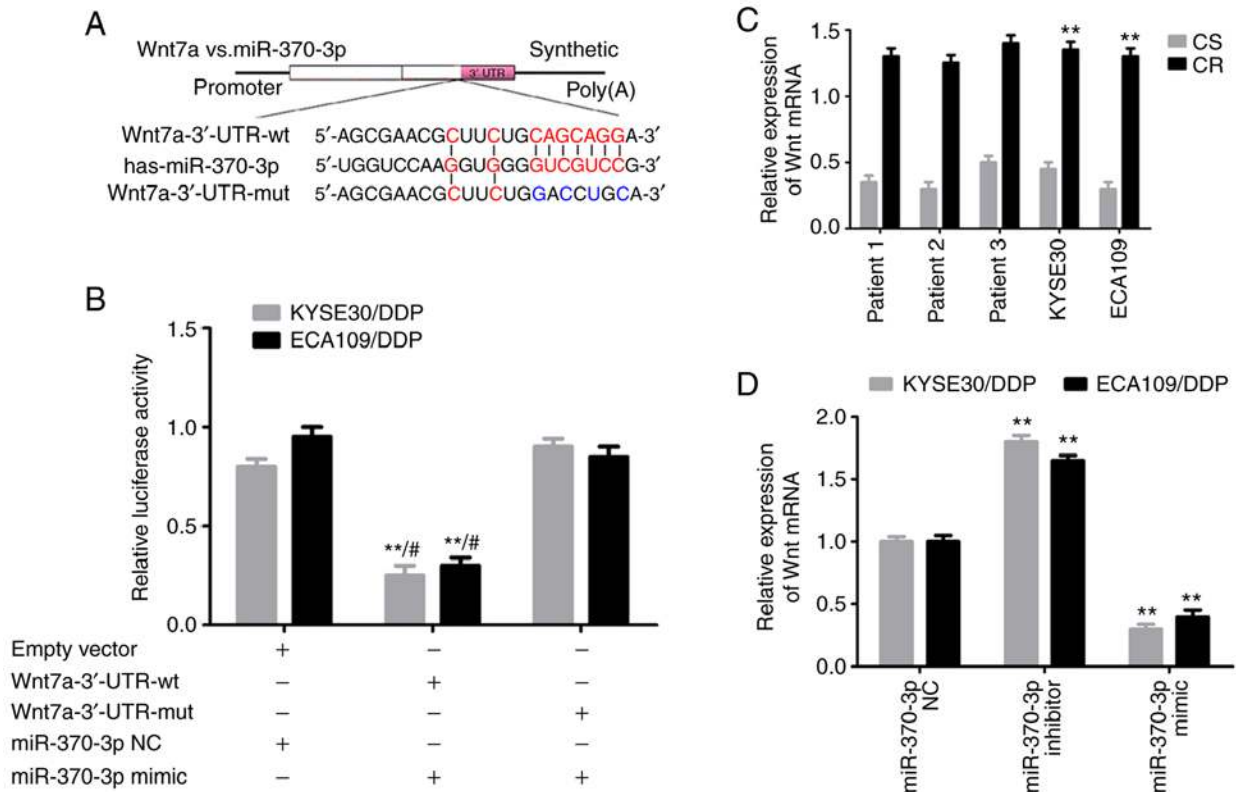 A
Wnt7a vs.miR-370-3p
Synthetic
3′ UTR
Promoter
Poly(A)
Wnt7a-3′-UTR-wt 5′-AGCGAACGCUUCUGCAGCAGGA-3′
has-miR-370-3p 5′-UGGUCCAAGGUGGGGUCGUCCG-3′
Wnt7a-3′-UTR-mut 5′-AGCGAACGCUUCUGGACCUGCA-3′
B
KYSE30/DDP
ECA109/DDP
Relative luciferase activity
1.5
1.0
0.5
0.0
**/# **/#
Empty vector + − −
Wnt7a-3′-UTR-wt − + −
Wnt7a-3′-UTR-mut − − +
miR-370-3p NC + − −
miR-370-3p mimic − + +
C
CS
CR
Relative expression
of Wnt mRNA
1.5
1.0
0.5
0.0
** **
Patient 1
Patient 2
Patient 3
KYSE30
ECA109
D
KYSE30/DDP
ECA109/DDP
Relative expression
of Wnt mRNA
2.0
1.5
1.0
0.5
0.0
** **
** **
miR-370-3p
NC
miR-370-3p
inhibitor
miR-370-3p
mimic